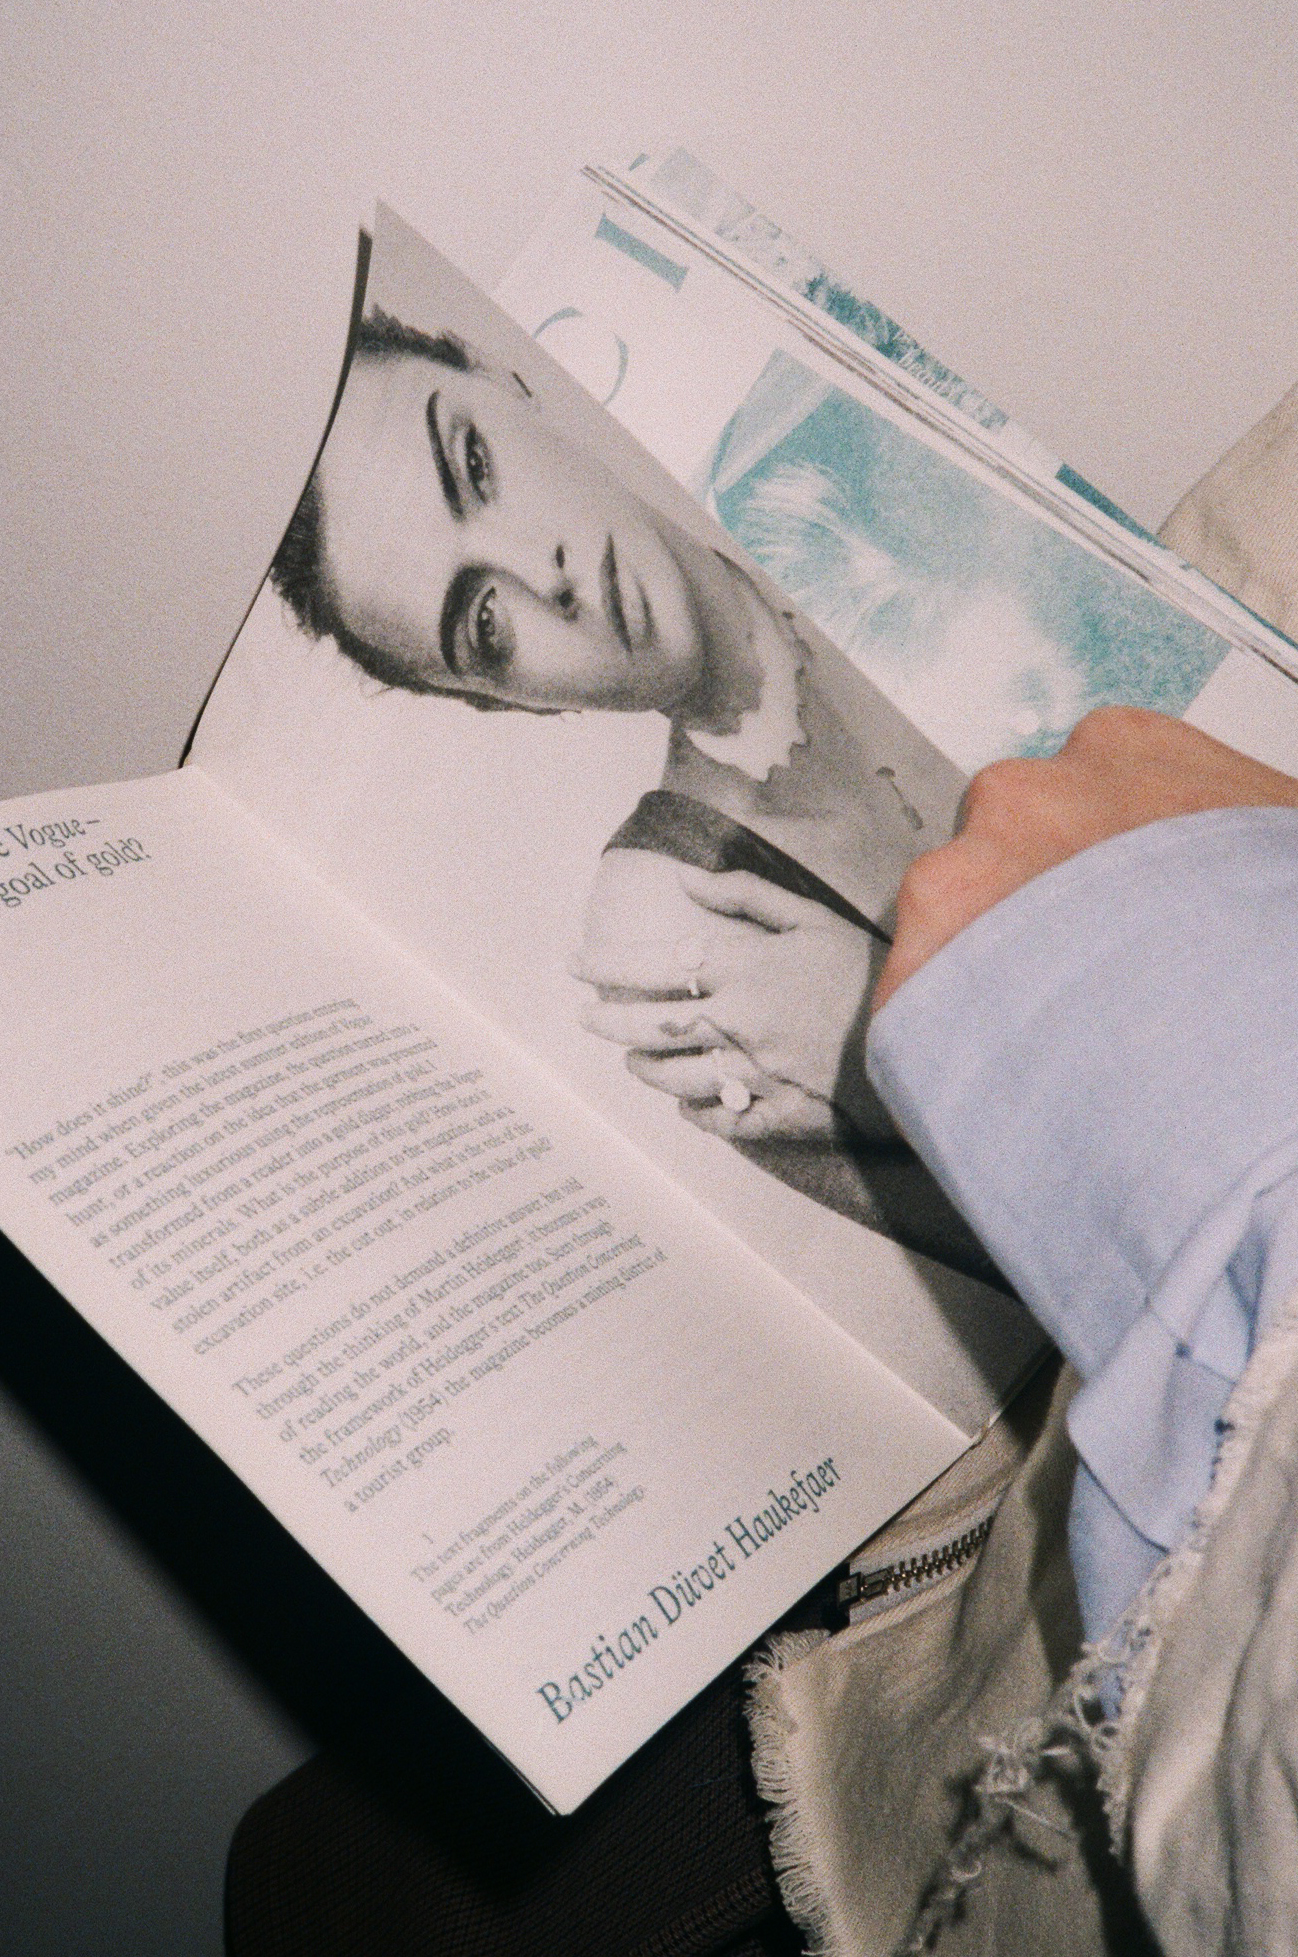 Vogue–
goal of gold?
"How does it shine?", this was the first question entering
my mind when given the latest summer edition of Vogue
magazine. Exploring the magazine, the question turned into a
hunt, or a reaction on the idea that the garment was presented
as something luxurious using the representation of gold. I
transformed from a reader into a gold digger, robbing the
of its minerals. What is the purpose of this gold? How does it
value itself, both as a subtle addition to the magazine and as a
stolen artifact from an excavation? And what is the role of the
excavation site, i.e. the cut out, in relation to the value of gold?
These questions do not demand a definitive answer, but
through the thinking of Martin Heidegger, it becomes a way
of reading the world, and the magazine too. Seen through
the framework of Heidegger's text The Question Concerning
Technology (1954) the magazine becomes a mining district of
a tourist group.
1
The text fragments on the following
pages are from Heidegger's Concerning
Technology. Heidegger, M. 1954,
The Question Concerning Technology
Bastian Düvet Haukefaer
I